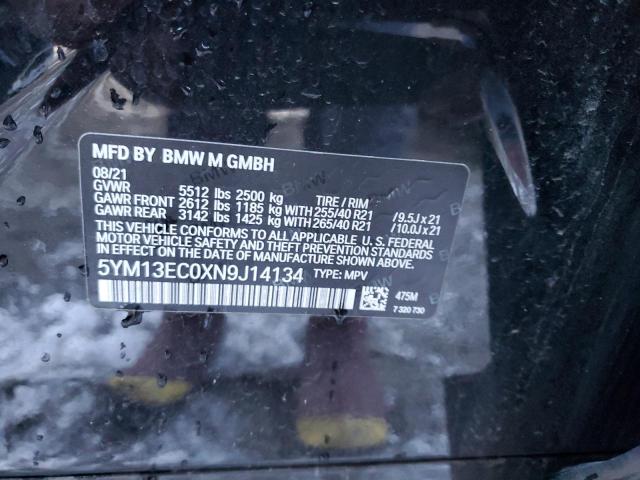 MFD BY BMW M GMBH
08/21
GVWR 5512 lbs 2500 kg TIRE / RIM
GAWR FRONT 2612 lbs 1185 kg WITH 255/40 R21 /9.5J x 21
GAWR REAR 3142 lbs 1425 kg WITH 265/40 R21 /10.0J x 21
THIS VEHICLE CONFORMS TO ALL APPLICABLE U.S. FEDERAL
MOTOR VEHICLE SAFETY AND THEFT PREVENTION STANDARDS
IN EFFECT ON THE DATE OF MANUFACTURE SHOWN ABOVE.
5YM13EC0XN9J14134 TYPE: MPV
475M
7 320 730